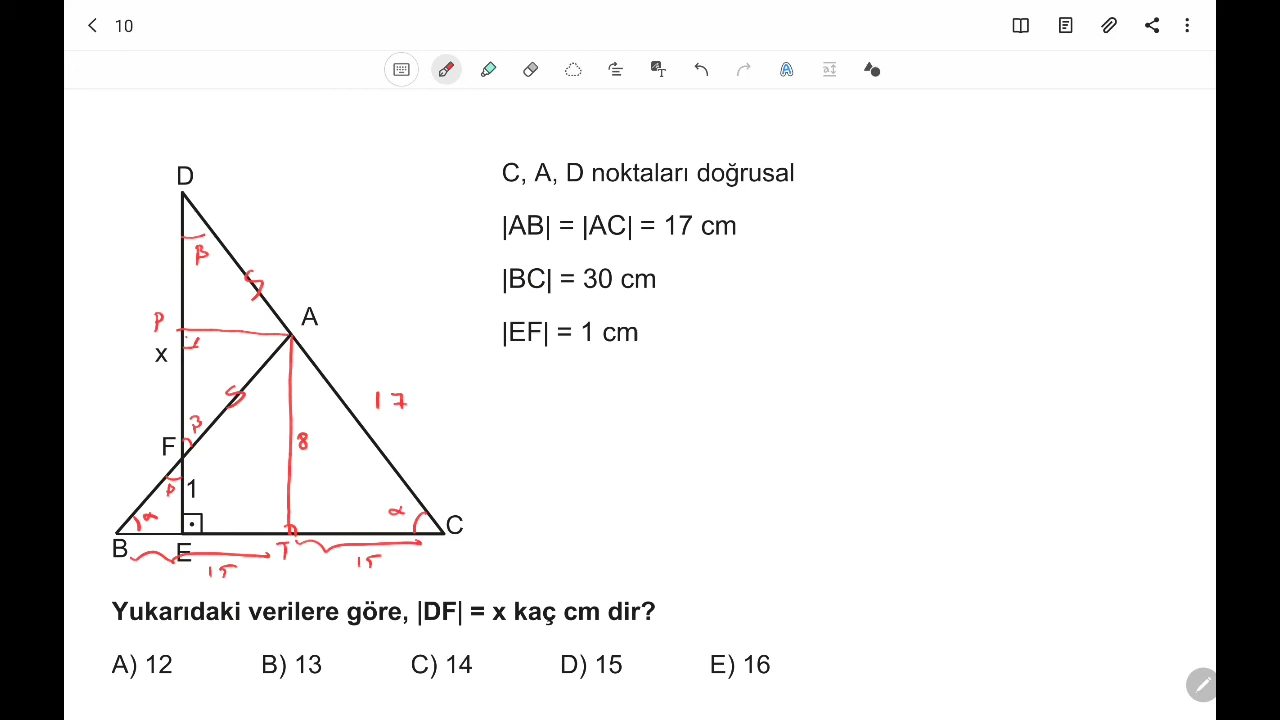 10
D
C, A, D noktaları doğrusal
|AB| = |AC| = 17 cm
β
|BC| = 30 cm
A
P
|EF| = 1 cm
x
17
β
F
8
β
1
α
α
C
B
E
T
15
15
Yukarıdaki verilere göre, |DF| = x kaç cm dir?
A) 12 B) 13 C) 14 D) 15 E) 16